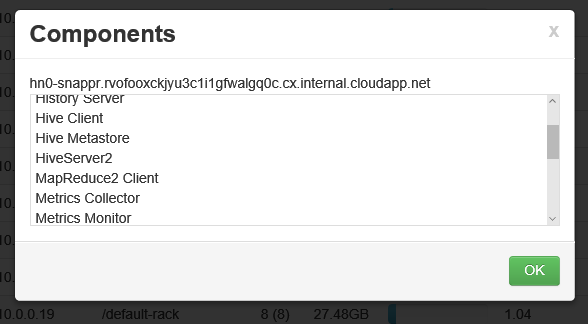 Components
x
hn0-snappr.rvofooxckjyu3c1i1gfwalgq0c.cx.internal.cloudapp.net
History Server
Hive Client
Hive Metastore
HiveServer2
MapReduce2 Client
Metrics Collector
Metrics Monitor
OK
10.0.0.19 /default-rack 8 (8) 27.48GB 1.04